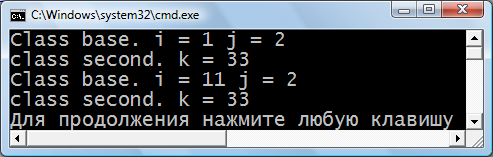 C:\Windows\system32\cmd.exe
Class base. i = 1 j = 2
Class second. k = 33
Class base. i = 11 j = 2
Class second. k = 33
Для продолжения нажмите любую клавишу